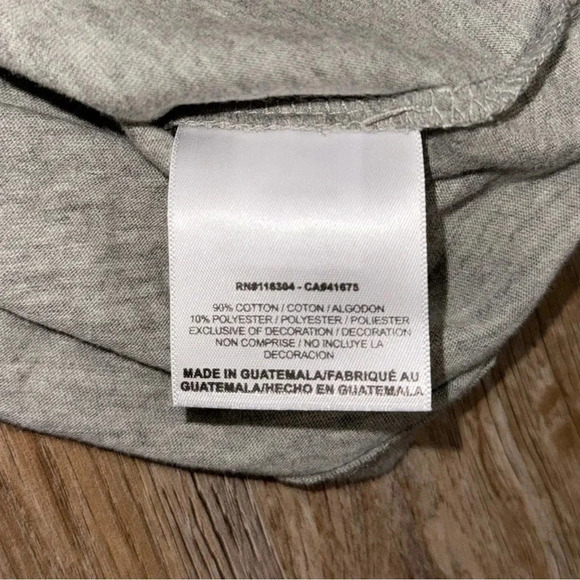 RN#116304 - CA#41675
90% COTTON / COTON / ALGODON
10% POLYESTER / POLYESTER / POLIESTER
EXCLUSIVE OF DECORATION / DECORATION
NON COMPRISE / NO INCLUYE LA
DECORACION
MADE IN GUATEMALA/FABRIQUÉ AU
GUATEMALA/HECHO EN GUATEMALA